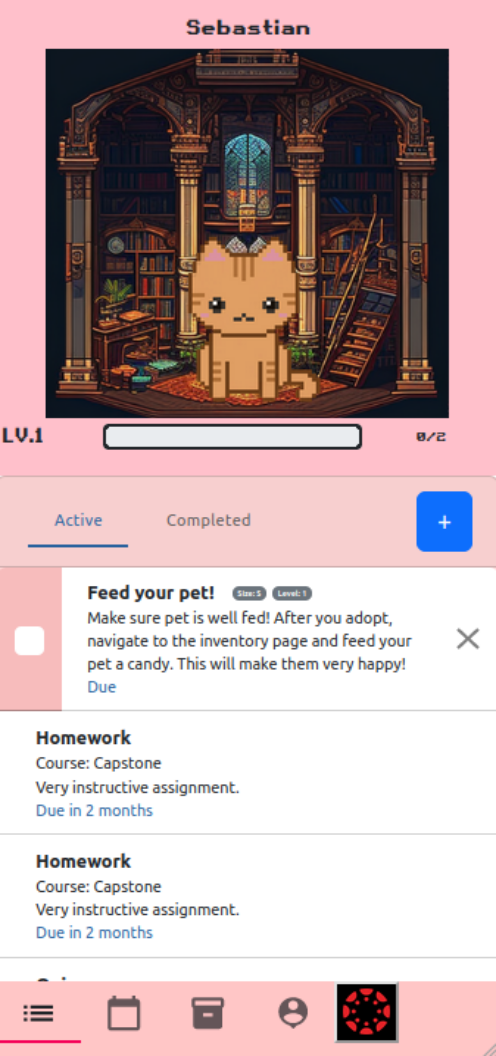 Sebastian
LV.1
0/2
Active
Completed
+
Feed your pet! Size: S Level: 1
Make sure pet is well fed! After you adopt,
navigate to the inventory page and feed your
pet a candy. This will make them very happy!
Due
Homework
Course: Capstone
Very instructive assignment.
Due in 2 months
Homework
Course: Capstone
Very instructive assignment.
Due in 2 months